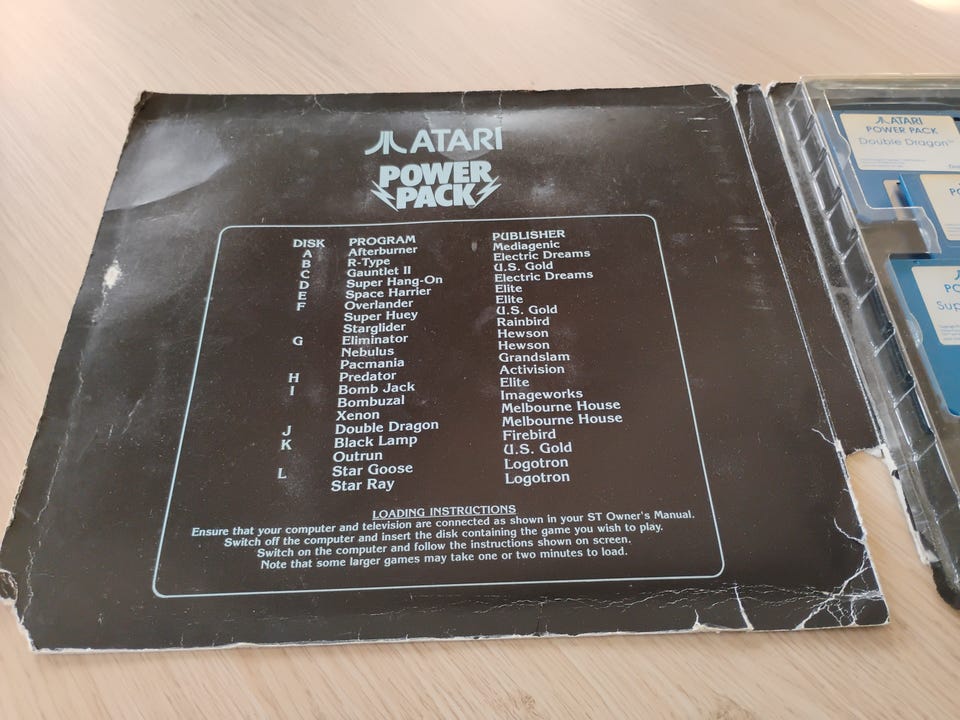 ATARI
POWER
PACK
DISK PROGRAM PUBLISHER
A Afterburner Mediagenic
B R-Type Electric Dreams
C Gauntlet II U.S. Gold
D Super Hang-On Electric Dreams
E Space Harrier Elite
F Overlander Elite
Super Huey U.S. Gold
Starglider Rainbird
G Eliminator Hewson
Nebulus Hewson
Pacmania Grandslam
H Predator Activision
I Bomb Jack Elite
Bombuzal Imageworks
Xenon Melbourne House
J Double Dragon Melbourne House
K Black Lamp Firebird
Outrun U.S. Gold
L Star Goose Logotron
Star Ray Logotron
LOADING INSTRUCTIONS
Ensure that your computer and television are connected as shown in your ST Owner's Manual.
Switch off the computer and insert the disk containing the game you wish to play.
Switch on the computer and follow the instructions shown on screen.
Note that some larger games may take one or two minutes to load.
ATARI
POWER PACK
Double Dragon™